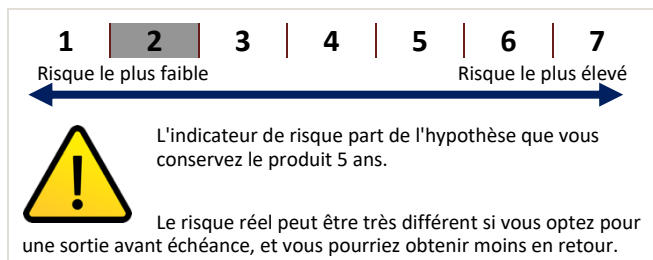 1 2 3 4 5 6 7
Risque le plus faible Risque le plus élevé
L'indicateur de risque part de l'hypothèse que vous
conservez le produit 5 ans.
Le risque réel peut être très différent si vous optez pour
une sortie avant échéance, et vous pourriez obtenir moins en retour.